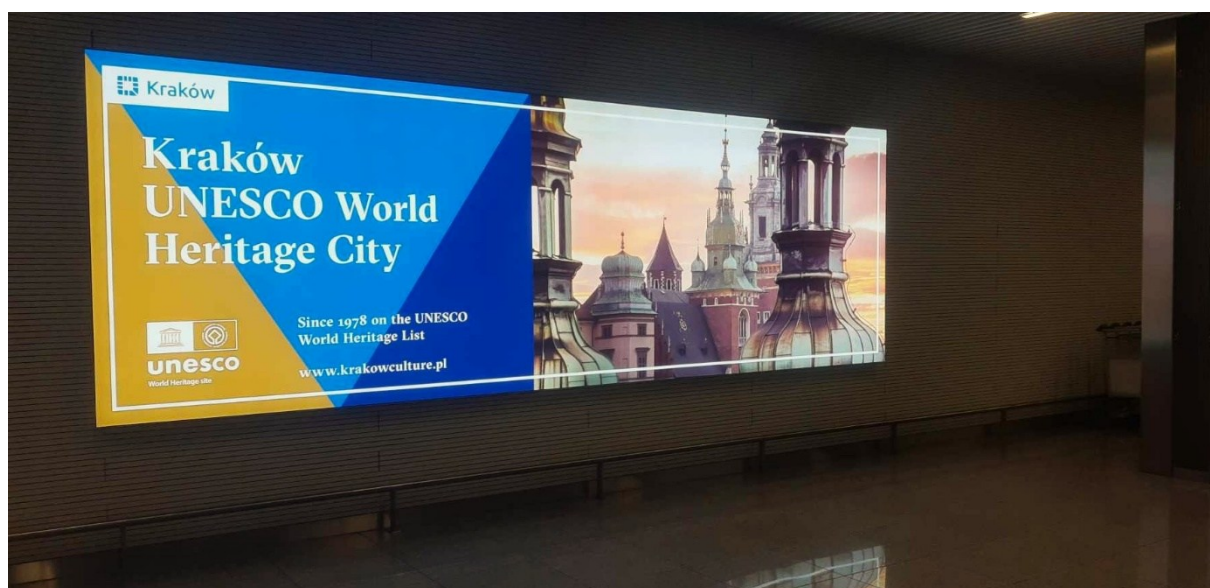 Kraków
Kraków
UNESCO World
Heritage City
Since 1978 on the UNESCO
World Heritage List
www.krakowculture.pl
unesco
World Heritage site